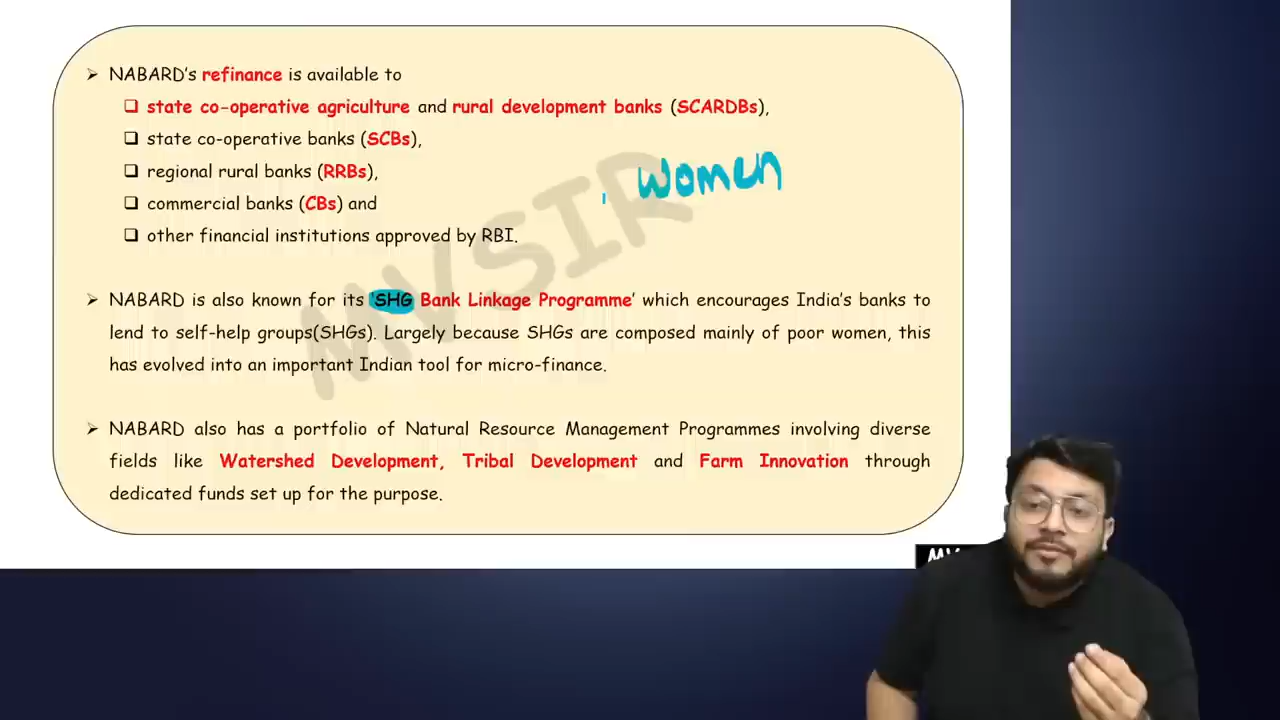 ➢ NABARD's refinance is available to
❑ state co-operative agriculture and rural development banks (SCARDBs),
❑ state co-operative banks (SCBs),
❑ regional rural banks (RRBs),
❑ commercial banks (CBs) and
❑ other financial institutions approved by RBI.
women
➢ NABARD is also known for its 'SHG Bank Linkage Programme' which encourages India's banks to
lend to self-help groups(SHGs). Largely because SHGs are composed mainly of poor women, this
has evolved into an important Indian tool for micro-finance.
➢ NABARD also has a portfolio of Natural Resource Management Programmes involving diverse
fields like Watershed Development, Tribal Development and Farm Innovation through
dedicated funds set up for the purpose.
MVSIR